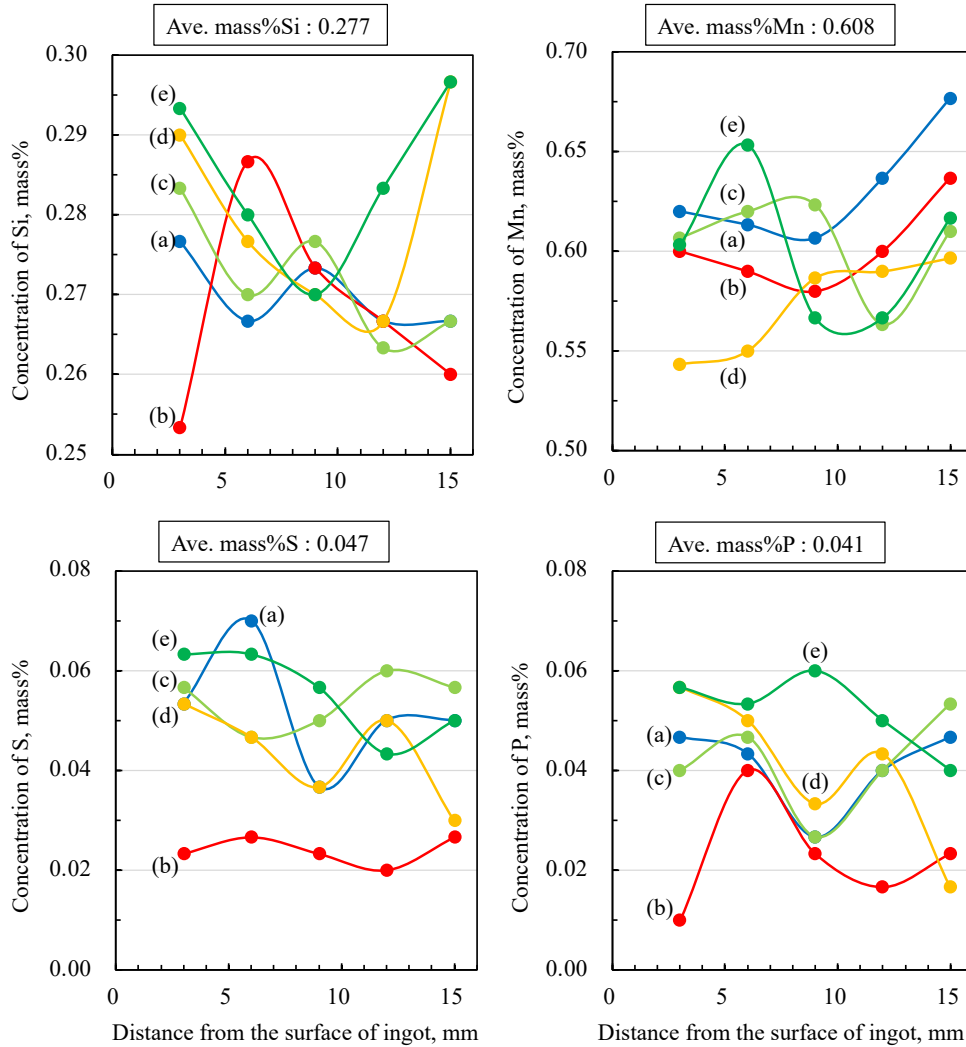 Ave. mass%Si : 0.277
Concentration of Si, mass%
0.30
0.29
0.28
0.27
0.26
0.25
(e)
(d)
(c)
(a)
(b)
0
5
10
15
Ave. mass%Mn : 0.608
Concentration of Mn, mass%
0.70
0.65
0.60
0.55
0.50
(e)
(c)
(a)
(b)
(d)
0
5
10
15
Ave. mass%S : 0.047
Concentration of S, mass%
0.08
0.06
0.04
0.02
0.00
(a)
(e)
(c)
(d)
(b)
0
5
10
15
Distance from the surface of ingot, mm
Ave. mass%P : 0.041
Concentration of P, mass%
0.08
0.06
0.04
0.02
0.00
(e)
(a)
(c)
(d)
(b)
0
5
10
15
Distance from the surface of ingot, mm